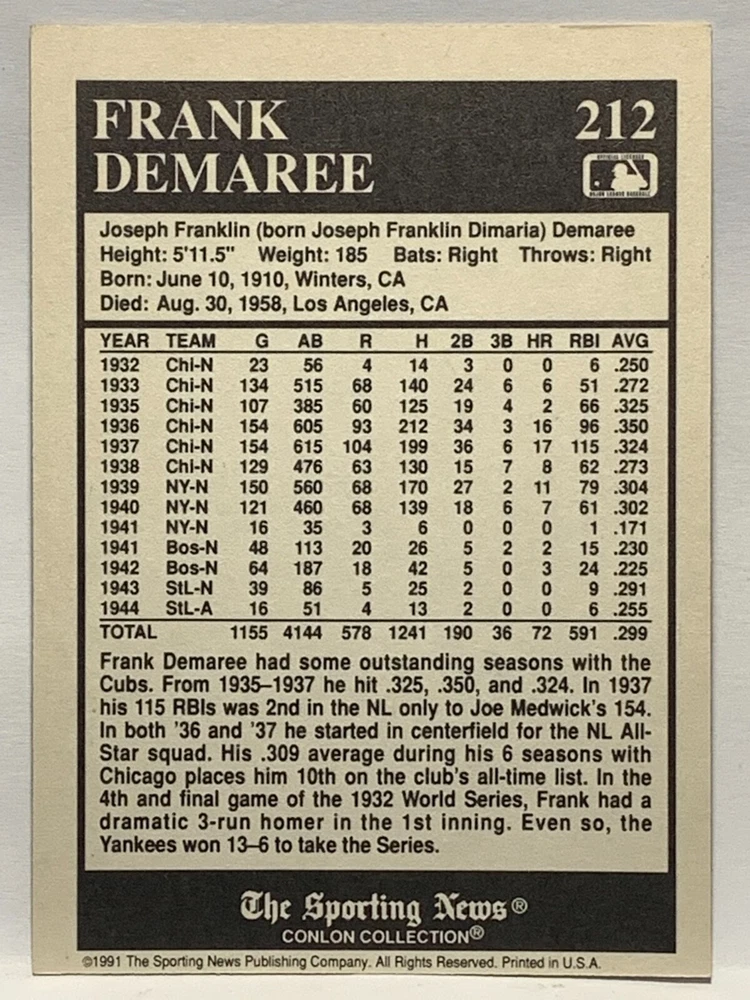 FRANK 212
DEMAREE
Joseph Franklin (born Joseph Franklin Dimaria) Demaree
Height: 5'11.5" Weight: 185 Bats: Right Throws: Right
Born: June 10, 1910, Winters, CA
Died: Aug. 30, 1958, Los Angeles, CA
YEAR TEAM G AB R H 2B 3B HR RBI AVG
1932 Chi-N 23 56 4 14 3 0 0 6 .250
1933 Chi-N 134 515 68 140 24 6 6 51 .272
1935 Chi-N 107 385 60 125 19 4 2 66 .325
1936 Chi-N 154 605 93 212 34 3 16 96 .350
1937 Chi-N 154 615 104 199 36 6 17 115 .324
1938 Chi-N 129 476 63 130 15 7 8 62 .273
1939 NY-N 150 560 68 170 27 2 11 79 .304
1940 NY-N 121 460 68 139 18 6 7 61 .302
1941 NY-N 16 35 3 6 0 0 0 1 .171
1941 Bos-N 48 113 20 26 5 2 2 15 .230
1942 Bos-N 64 187 18 42 5 0 3 24 .225
1943 StL-N 39 86 5 25 2 0 0 9 .291
1944 StL-A 16 51 4 13 2 0 0 6 .255
TOTAL 1155 4144 578 1241 190 36 72 591 .299
Frank Demaree had some outstanding seasons with the
Cubs. From 1935–1937 he hit .325, .350, and .324. In 1937
his 115 RBIs was 2nd in the NL only to Joe Medwick's 154.
In both '36 and '37 he started in centerfield for the NL All-
Star squad. His .309 average during his 6 seasons with
Chicago places him 10th on the club's all-time list. In the
4th and final game of the 1932 World Series, Frank had a
dramatic 3-run homer in the 1st inning. Even so, the
Yankees won 13–6 to take the Series.
The Sporting News®
CONLON COLLECTION®
©1991 The Sporting News Publishing Company. All Rights Reserved. Printed in U.S.A.